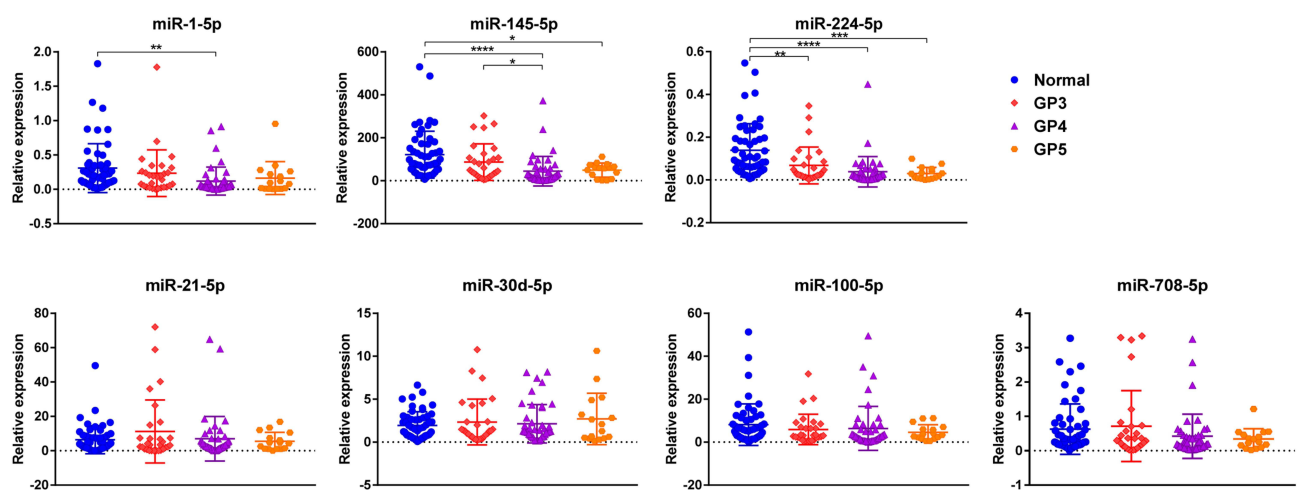 miR-1-5p
Relative expression
2.0
1.5
1.0
0.5
0.0
-0.5
**
miR-145-5p
Relative expression
600
400
200
0
-200
*
****
*
miR-224-5p
Relative expression
0.6
0.4
0.2
0.0
-0.2
***
****
**
Normal
GP3
GP4
GP5
miR-21-5p
Relative expression
80
60
40
20
0
-20
miR-30d-5p
Relative expression
15
10
5
0
-5
miR-100-5p
Relative expression
60
40
20
0
-20
miR-708-5p
Relative expression
4
3
2
1
0
-1